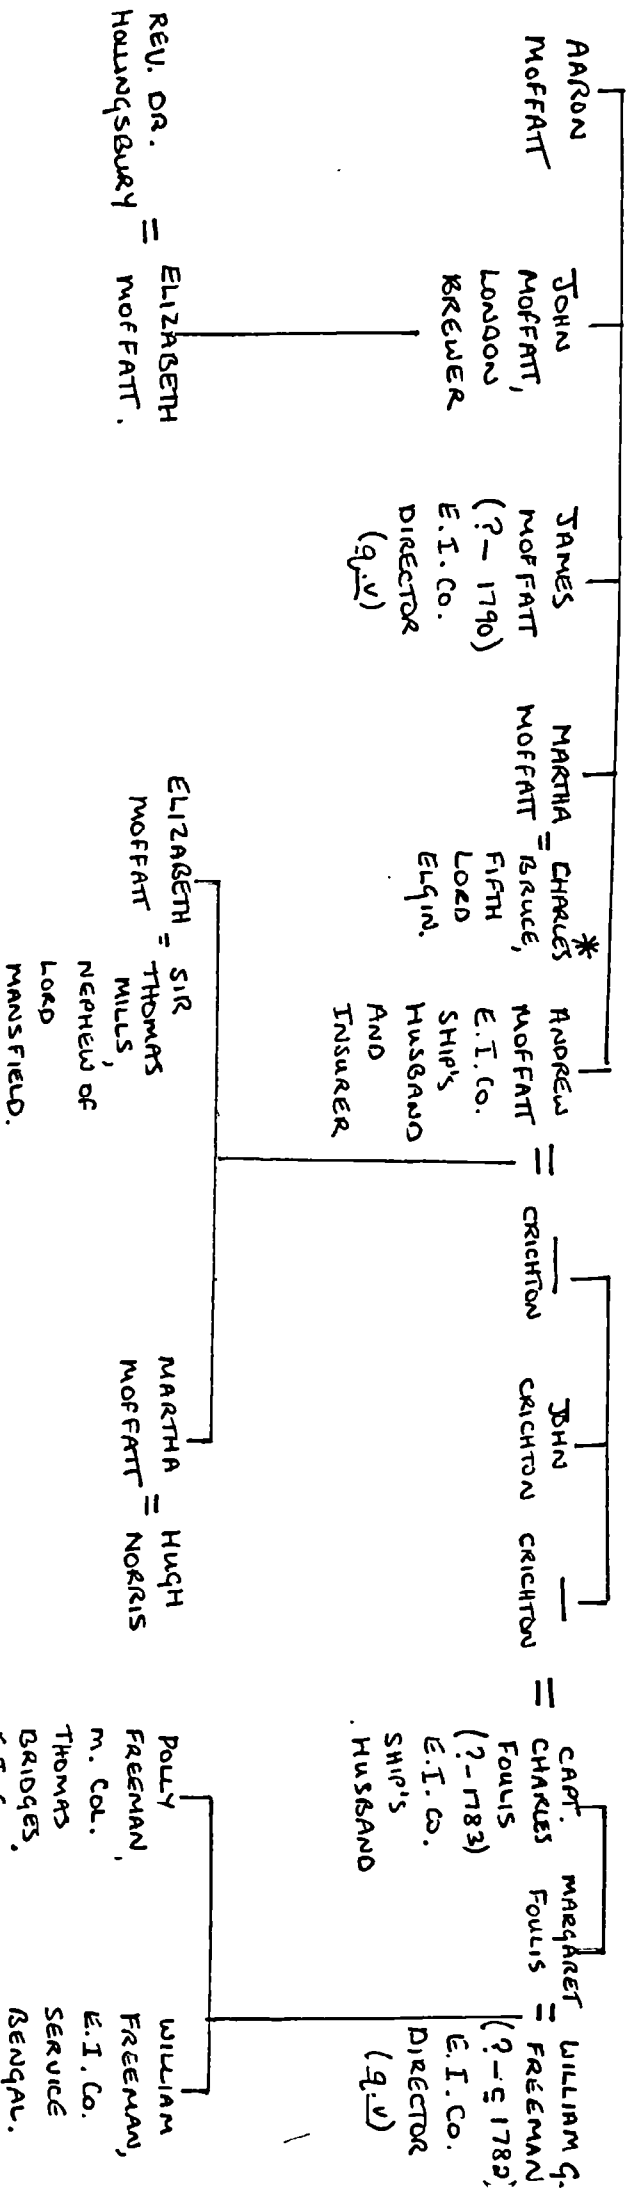 AARON
MOFFATT
JOHN
MOFFATT,
LONDON
BREWER
JAMES
MOFFATT
(?– 1790)
E.I.Co.
DIRECTOR
(q.v)
MARTHA = CHARLES *
MOFFATT BRUCE,
FIFTH
LORD
ELGIN.
ANDREW
MOFFATT =
E.I.Co.
SHIP'S
HUSBAND
AND
INSURER
—
CRICHTON
JOHN
CRICHTON
—
CRICHTON =
CAPT.
CHARLES
FOULIS
(?–1783)
E.I.Co.
SHIP'S
HUSBAND
MARGARET
FOULIS =
WILLIAM G.
FREEMAN
(?–≤ 1782)
E.I.Co.
DIRECTOR
(q.v)
REV. DR.
HOLLINGSBURY =
ELIZABETH
MOFFATT.
ELIZABETH = SIR
MOFFATT THOMAS
MILLS,
NEPHEW OF
LORD
MANSFIELD.
MARTHA = HUGH
MOFFATT NORRIS
POLLY
FREEMAN,
M. COL.
THOMAS
BRIDGES.
WILLIAM
FREEMAN,
E.I.Co.
SERVICE
BENGAL.